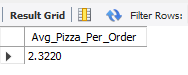 Result Grid Filter Rows:
Avg_Pizza_Per_Order
2.3220